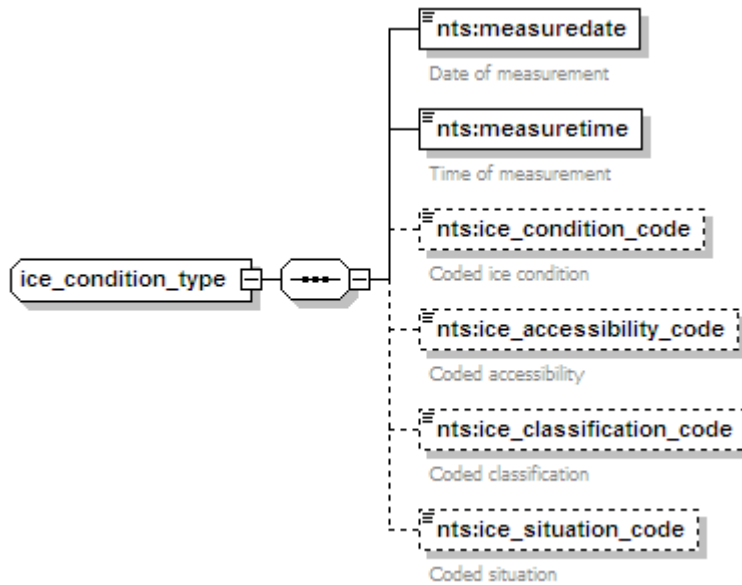 nts:measuredate
Date of measurement
nts:measuretime
Time of measurement
nts:ice_condition_code
Coded ice condition
ice_condition_type
nts:ice_accessibility_code
Coded accessibility
nts:ice_classification_code
Coded classification
nts:ice_situation_code
Coded situation